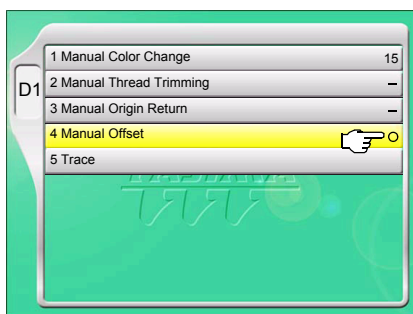 D1
1 Manual Color Change 15
2 Manual Thread Trimming –
3 Manual Origin Return –
4 Manual Offset ○
5 Trace
TAJIMA